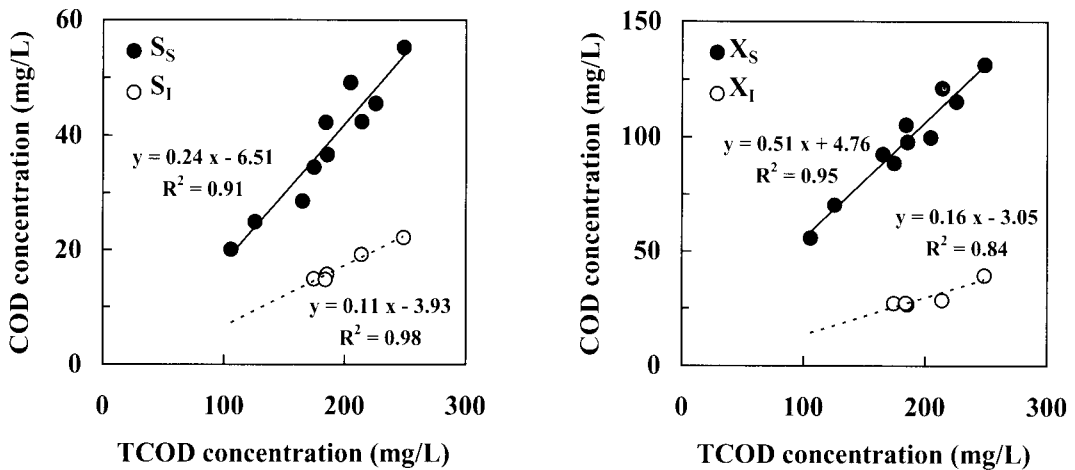 60
40
20
0
COD concentration (mg/L)
S_S
S_I
y = 0.24 x - 6.51
R² = 0.91
y = 0.11 x - 3.93
R² = 0.98
0 100 200 300
TCOD concentration (mg/L)
150
100
50
0
COD concentration (mg/L)
X_S
X_I
y = 0.51 x + 4.76
R² = 0.95
y = 0.16 x - 3.05
R² = 0.84
0 100 200 300
TCOD concentration (mg/L)